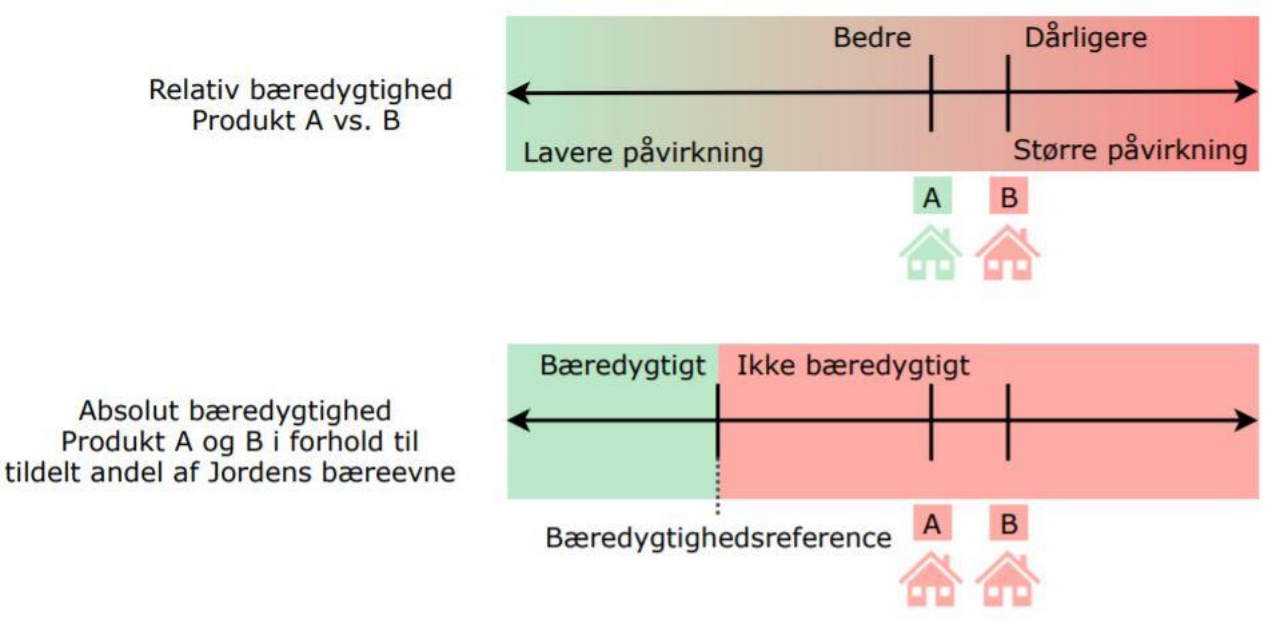 Relativ bæredygtighed
Produkt A vs. B
Bedre
Dårligere
Lavere påvirkning
Større påvirkning
A
B
Absolut bæredygtighed
Produkt A og B i forhold til
tildelt andel af Jordens bæreevne
Bæredygtigt
Ikke bæredygtigt
Bæredygtighedsreference
A
B